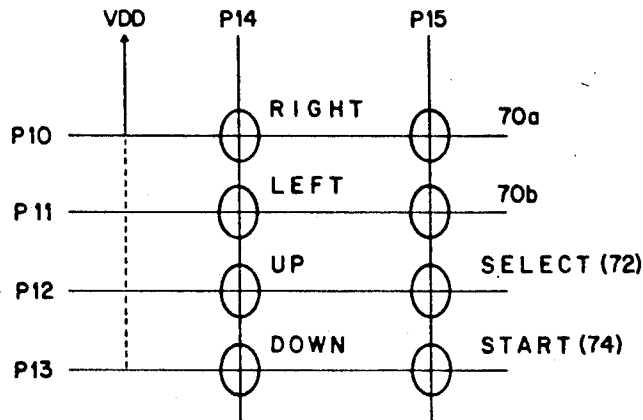 VDD P14 P15
RIGHT 70a
P10
LEFT 70b
P11
UP SELECT (72)
P12
DOWN START (74)
P13